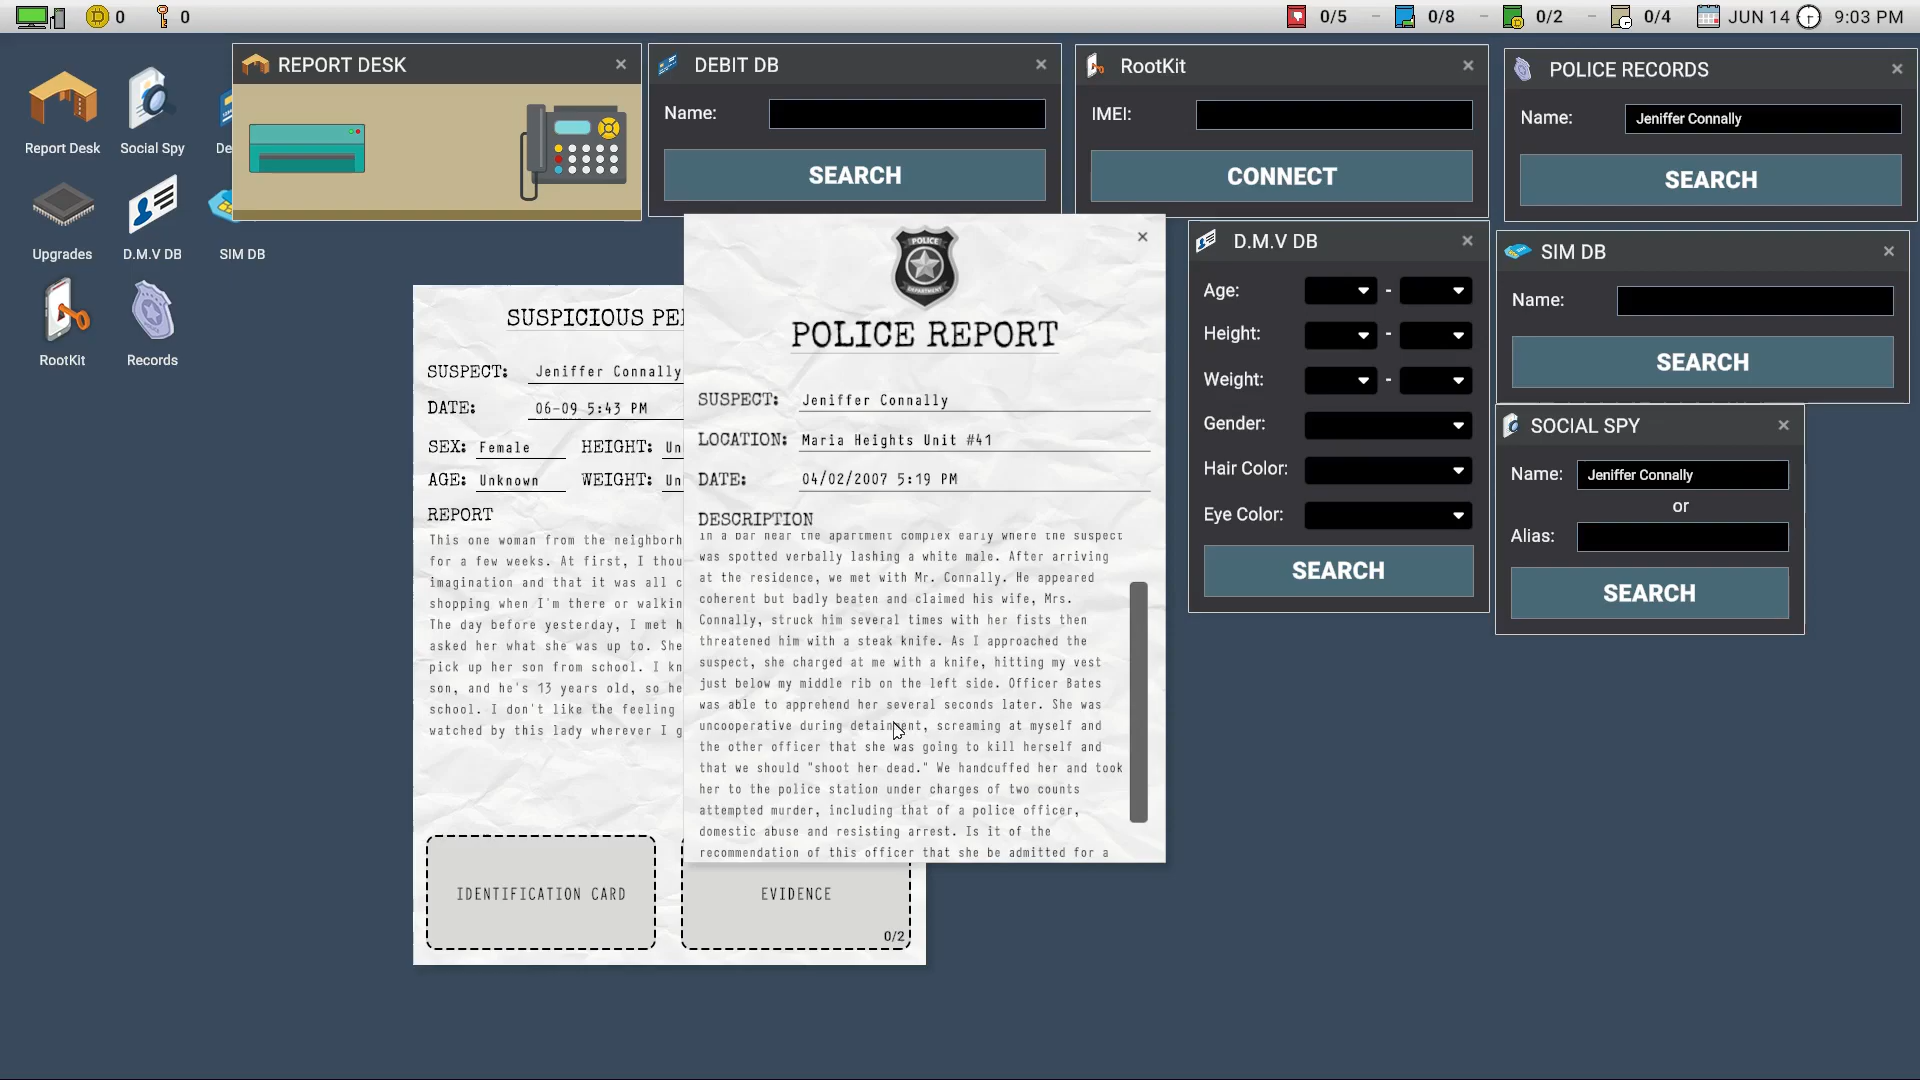 0
0
0/5
0/8
0/2
0/4
JUN 14
9:03 PM
Report Desk
Social Spy
De
Upgrades
D.M.V DB
SIM DB
RootKit
Records
REPORT DESK
DEBIT DB
Name:
SEARCH
RootKit
IMEI:
CONNECT
POLICE RECORDS
Name: Jeniffer Connally
SEARCH
D.M.V DB
Age: -
Height: -
Weight: -
Gender:
Hair Color:
Eye Color:
SEARCH
SIM DB
Name:
SEARCH
SOCIAL SPY
Name: Jeniffer Connally
or
Alias:
SEARCH
SUSPICIOUS PE
SUSPECT: Jeniffer Connally
DATE: 06-09 5:43 PM
SEX: Female HEIGHT: Un
AGE: Unknown WEIGHT: Un
REPORT
This one woman from the neighborh
for a few weeks. At first, I thou
imagination and that it was all c
shopping when I'm there or walkin
The day before yesterday, I met h
asked her what she was up to. She
pick up her son from school. I kn
son, and he's 13 years old, so he
school. I don't like the feeling
watched by this lady wherever I g
IDENTIFICATION CARD
EVIDENCE
0/2
POLICE DEPARTMENT
POLICE REPORT
SUSPECT: Jeniffer Connally
LOCATION: Maria Heights Unit #41
DATE: 04/02/2007 5:19 PM
DESCRIPTION
in a bar near the apartment complex early where the suspect
was spotted verbally lashing a white male. After arriving
at the residence, we met with Mr. Connally. He appeared
coherent but badly beaten and claimed his wife, Mrs.
Connally, struck him several times with her fists then
threatened him with a steak knife. As I approached the
suspect, she charged at me with a knife, hitting my vest
just below my middle rib on the left side. Officer Bates
was able to apprehend her several seconds later. She was
uncooperative during detainment, screaming at myself and
the other officer that she was going to kill herself and
that we should "shoot her dead." We handcuffed her and took
her to the police station under charges of two counts
attempted murder, including that of a police officer,
domestic abuse and resisting arrest. Is it of the
recommendation of this officer that she be admitted for a